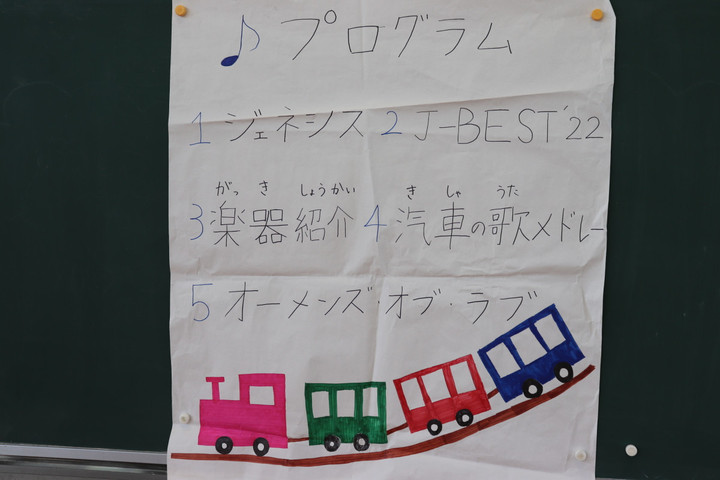 ♪プログラム
1 ジェネシス 2 J-BEST'22
がっき しょうかい きしゃ うた
3 楽器紹介 4 汽車の歌メドレー
5 オーメンズ・オブ・ラブ